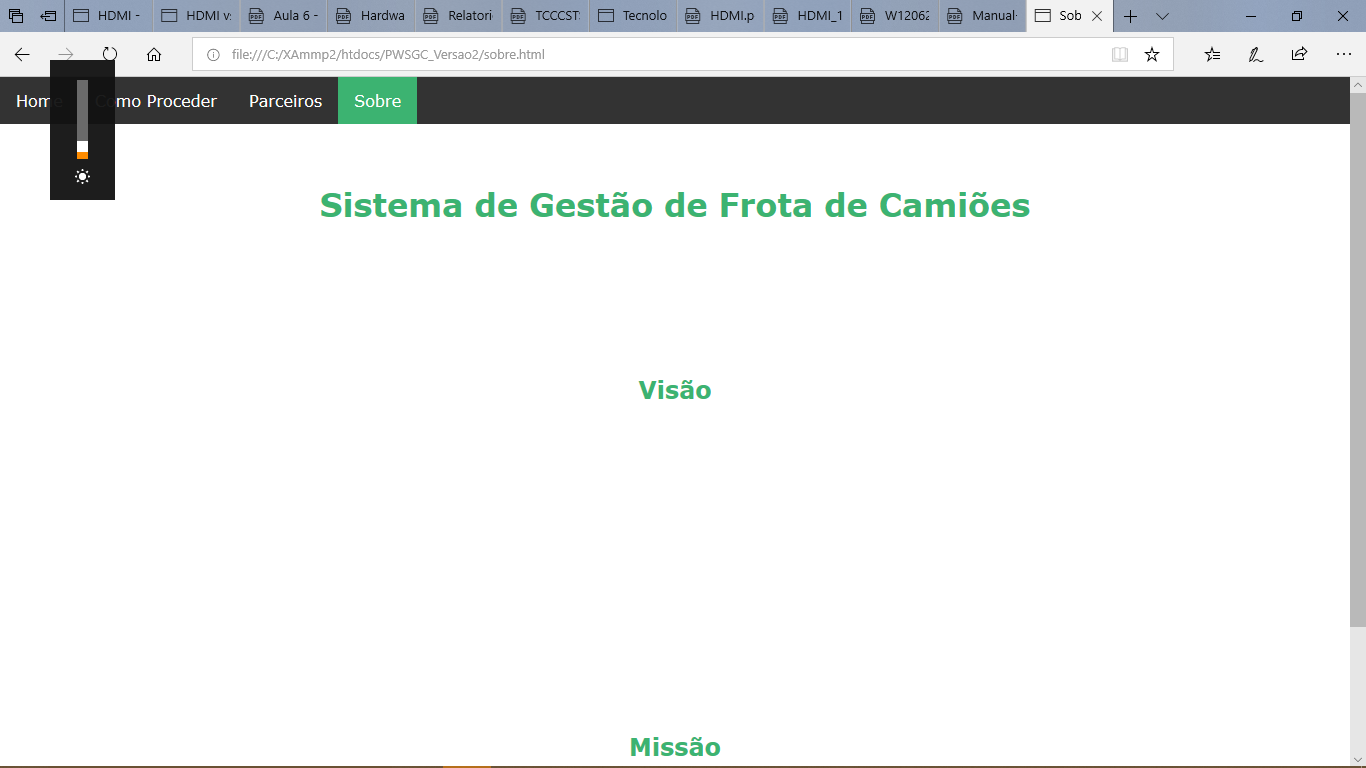 HDMI -
HDMI v
Aula 6 -
Hardwa
Relatori
TCCCST
Tecnolo
HDMI.p
HDMI_1
W12062
Manual-
Sob
file:///C:/XAmmp2/htdocs/PWSGC_Versao2/sobre.html
Home Como Proceder Parceiros Sobre
Sistema de Gestão de Frota de Camiões
Visão
Missão